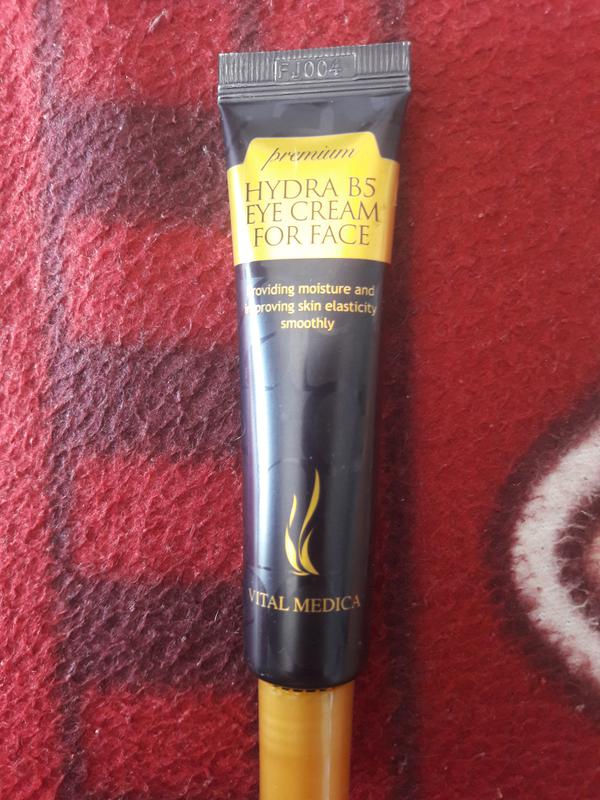 FJ004
premium
HYDRA B5
EYE CREAM
FOR FACE
Providing moisture and
improving skin elasticity
smoothly
VITAL MEDICA